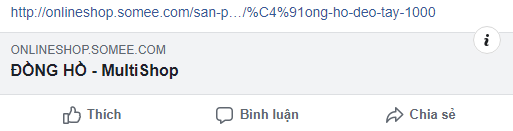 http://onlineshop.somee.com/san-p…/%C4%91ong-ho-deo-tay-1000
ONLINESHOP.SOMEE.COM
i
ĐỒNG HỒ - MultiShop
Thích Bình luận Chia sẻ